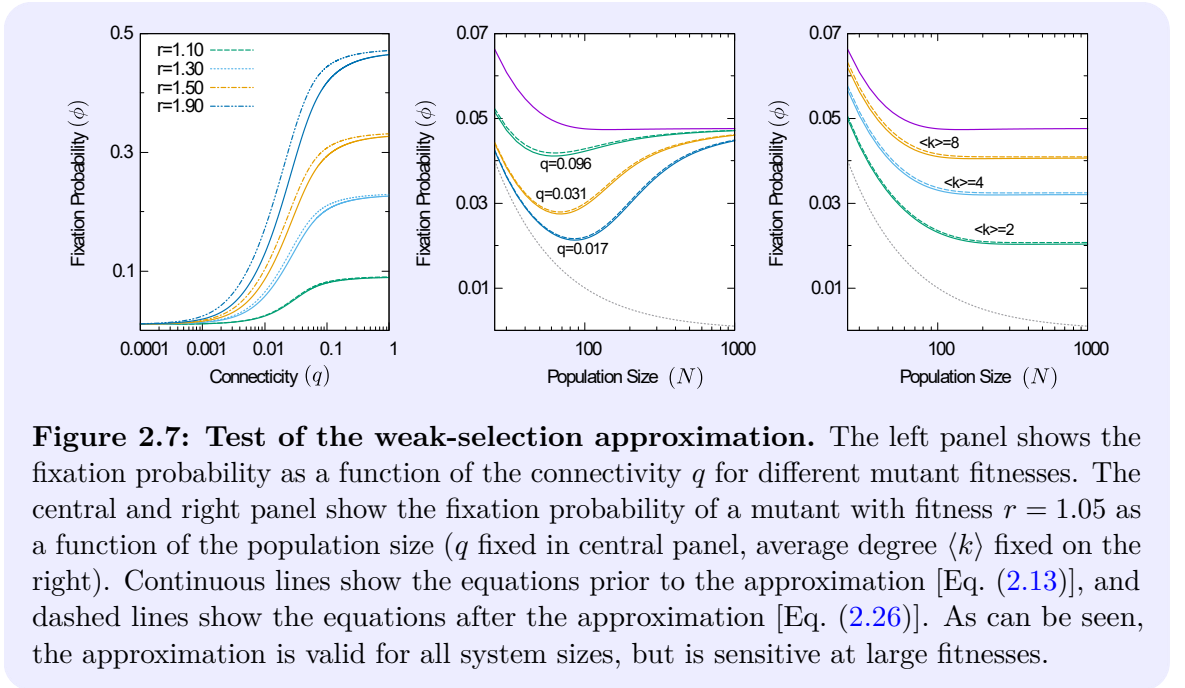 0.5
r=1.10
r=1.30
r=1.50
r=1.90
0.3
0.1
0.0001 0.001 0.01 0.1 1
Connectivity (q)
Fixation Probability (ϕ)
0.07
0.05
0.03
0.01
q=0.096
q=0.031
q=0.017
100 1000
Population Size (N)
Fixation Probability (ϕ)
0.07
0.05
0.03
0.01
<k>=8
<k>=4
<k>=2
100 1000
Population Size (N)
Fixation Probability (ϕ)
Figure 2.7: Test of the weak-selection approximation. The left panel shows the
fixation probability as a function of the connectivity q for different mutant fitnesses. The
central and right panel show the fixation probability of a mutant with fitness r = 1.05 as
a function of the population size (q fixed in central panel, average degree ⟨k⟩ fixed on the
right). Continuous lines show the equations prior to the approximation [Eq. (2.13)], and
dashed lines show the equations after the approximation [Eq. (2.26)]. As can be seen,
the approximation is valid for all system sizes, but is sensitive at large fitnesses.